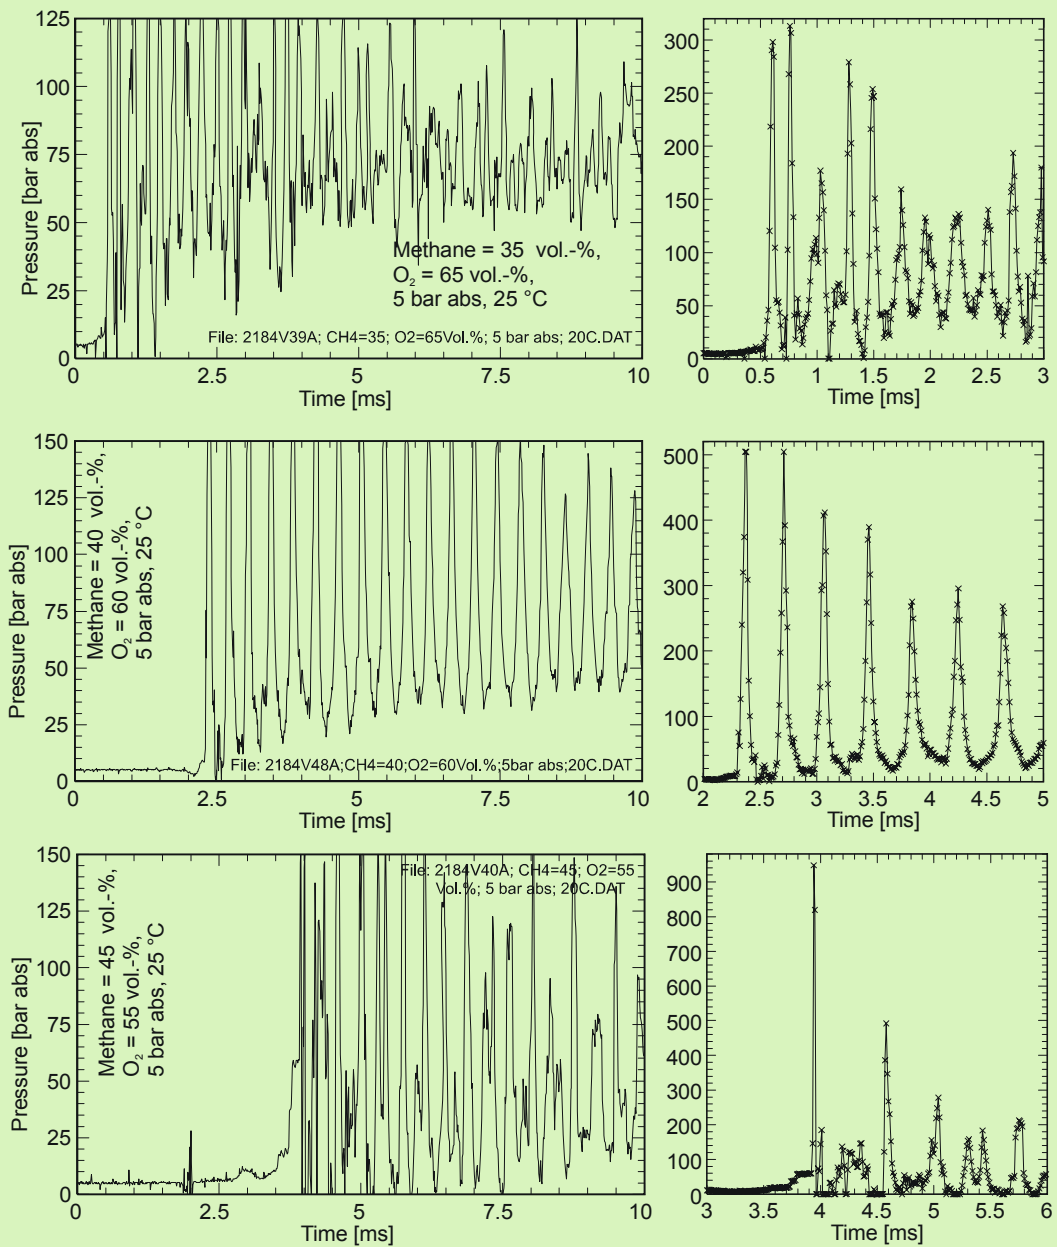 125
100
75
50
25
0
Pressure [bar abs]
Methane = 35 vol.-%,
O₂ = 65 vol.-%,
5 bar abs, 25 °C
File: 2184V39A; CH4=35; O2=65Vol.%; 5 bar abs; 20C.DAT
0 2.5 5 7.5 10
Time [ms]
300
250
200
150
100
50
0
0 0.5 1 1.5 2 2.5 3
Time [ms]
150
125
100
75
50
25
0
Pressure [bar abs]
Methane = 40 vol.-%,
O₂ = 60 vol.-%,
5 bar abs, 25 °C
File: 2184V48A;CH4=40;O2=60Vol.%;5bar abs;20C.DAT
0 2.5 5 7.5 10
Time [ms]
500
400
300
200
100
0
2 2.5 3 3.5 4 4.5 5
Time [ms]
150
125
100
75
50
25
0
Pressure [bar abs]
Methane = 45 vol.-%,
O₂ = 55 vol.-%,
5 bar abs, 25 °C
File: 2184V40A; CH4=45; O2=55
Vol.%; 5 bar abs; 20C.DAT
0 2.5 5 7.5 10
Time [ms]
900
800
700
600
500
400
300
200
100
0
3 3.5 4 4.5 5 5.5 6
Time [ms]